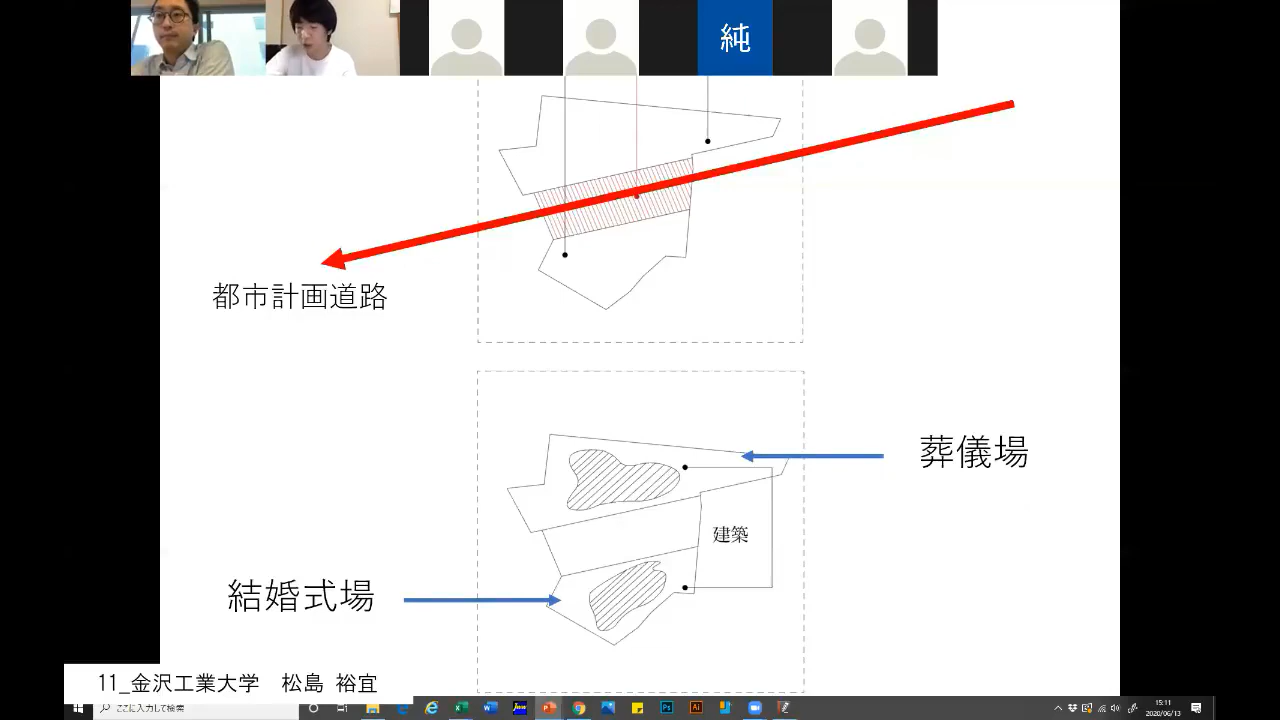 純
都市計画道路
葬儀場
建築
結婚式場
11_金沢工業大学 松島 裕宜
ここに入力して検索
15:11
2020/06/13